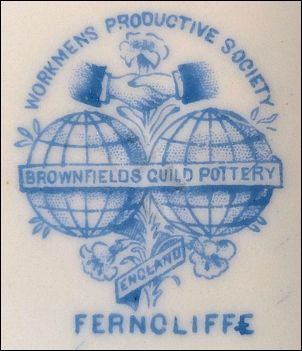 WORKMENS PRODUCTIVE SOCIETY
BROWNFIELDS GUILD POTTERY
ENGLAND
FERNCLIFFE